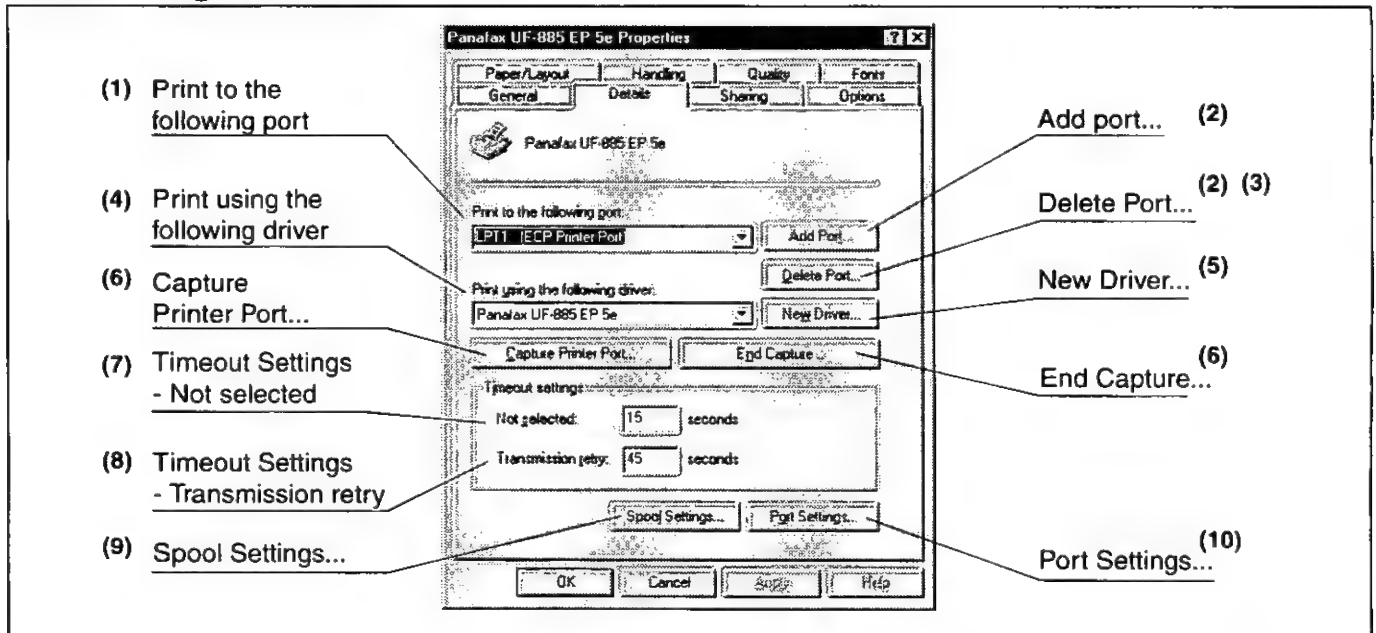 Panafax UF-885 EP 5e Properties
Paper/Layout Handling Quality Fonts
General Details Sharing Options
Panafax UF-885 EP 5e
Print to the following port:
LPT1: (ECP Printer Port)
Add Port...
Delete Port...
Print using the following driver:
Panafax UF-885 EP 5e
New Driver...
Capture Printer Port...
End Capture...
Timeout settings
Not selected: 15 seconds
Transmission retry: 45 seconds
Spool Settings...
Port Settings...
OK Cancel Apply Help
(1) Print to the
following port
(4) Print using the
following driver
(6) Capture
Printer Port...
(7) Timeout Settings
- Not selected
(8) Timeout Settings
- Transmission retry
(9) Spool Settings...
Add port... (2)
Delete Port... (2) (3)
New Driver... (5)
End Capture... (6)
Port Settings... (10)